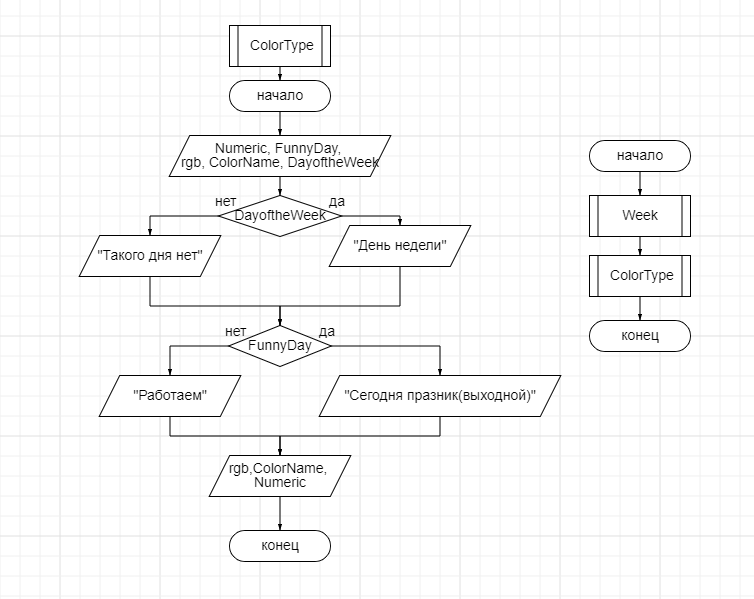 ColorType
начало
Numeric, FunnyDay,
rgb, ColorName, DayoftheWeek
нет
да
DayoftheWeek
"Такого дня нет"
"День недели"
нет
да
FunnyDay
"Работаем"
"Сегодня празник(выходной)"
rgb,ColorName,
Numeric
конец
начало
Week
ColorType
конец